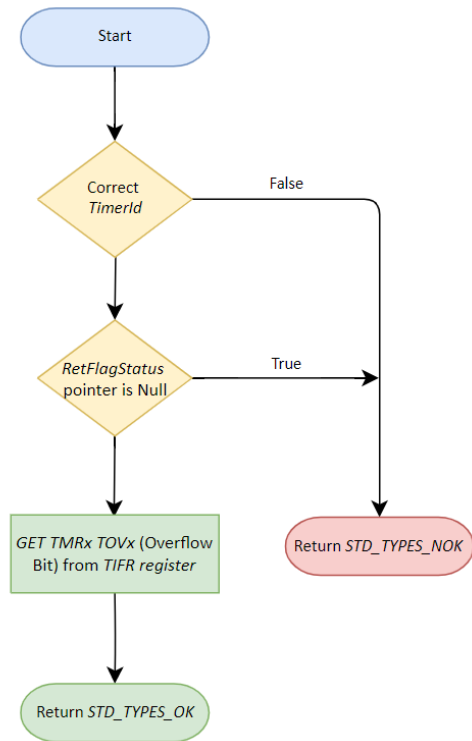 Start
Correct
TimerId
False
RetFlagStatus
pointer is Null
True
GET TMRx TOVx (Overflow
Bit) from TIFR register
Return STD_TYPES_NOK
Return STD_TYPES_OK